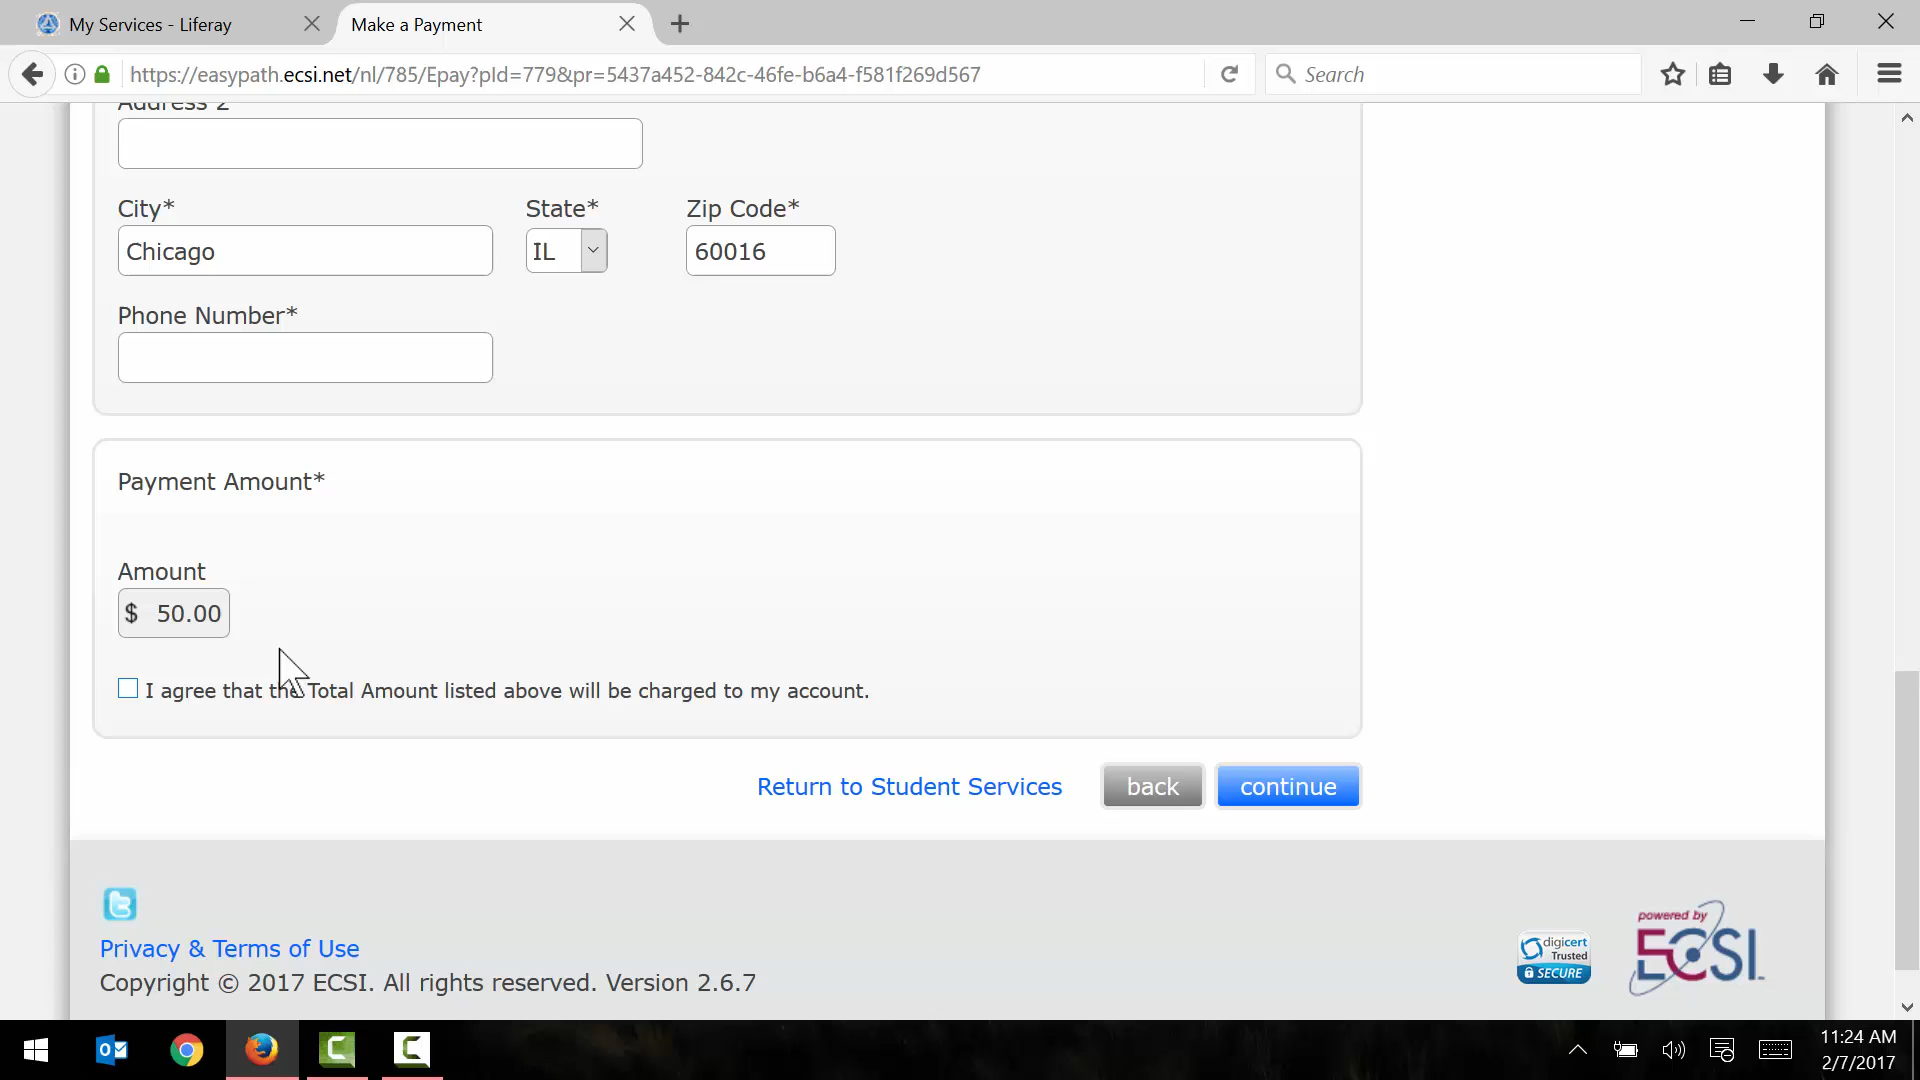 My Services - Liferay
Make a Payment
https://easypath.ecsi.net/nl/785/Epay?pId=779&pr=5437a452-842c-46fe-b6a4-f581f269d567
Search
Address 2
City*
State*
Zip Code*
Chicago
IL
60016
Phone Number*
Payment Amount*
Amount
$ 50.00
I agree that the Total Amount listed above will be charged to my account.
Return to Student Services
back
continue
Privacy & Terms of Use
Copyright © 2017 ECSI. All rights reserved. Version 2.6.7
digicert
Trusted
SECURE
powered by
ECSI
11:24 AM
2/7/2017